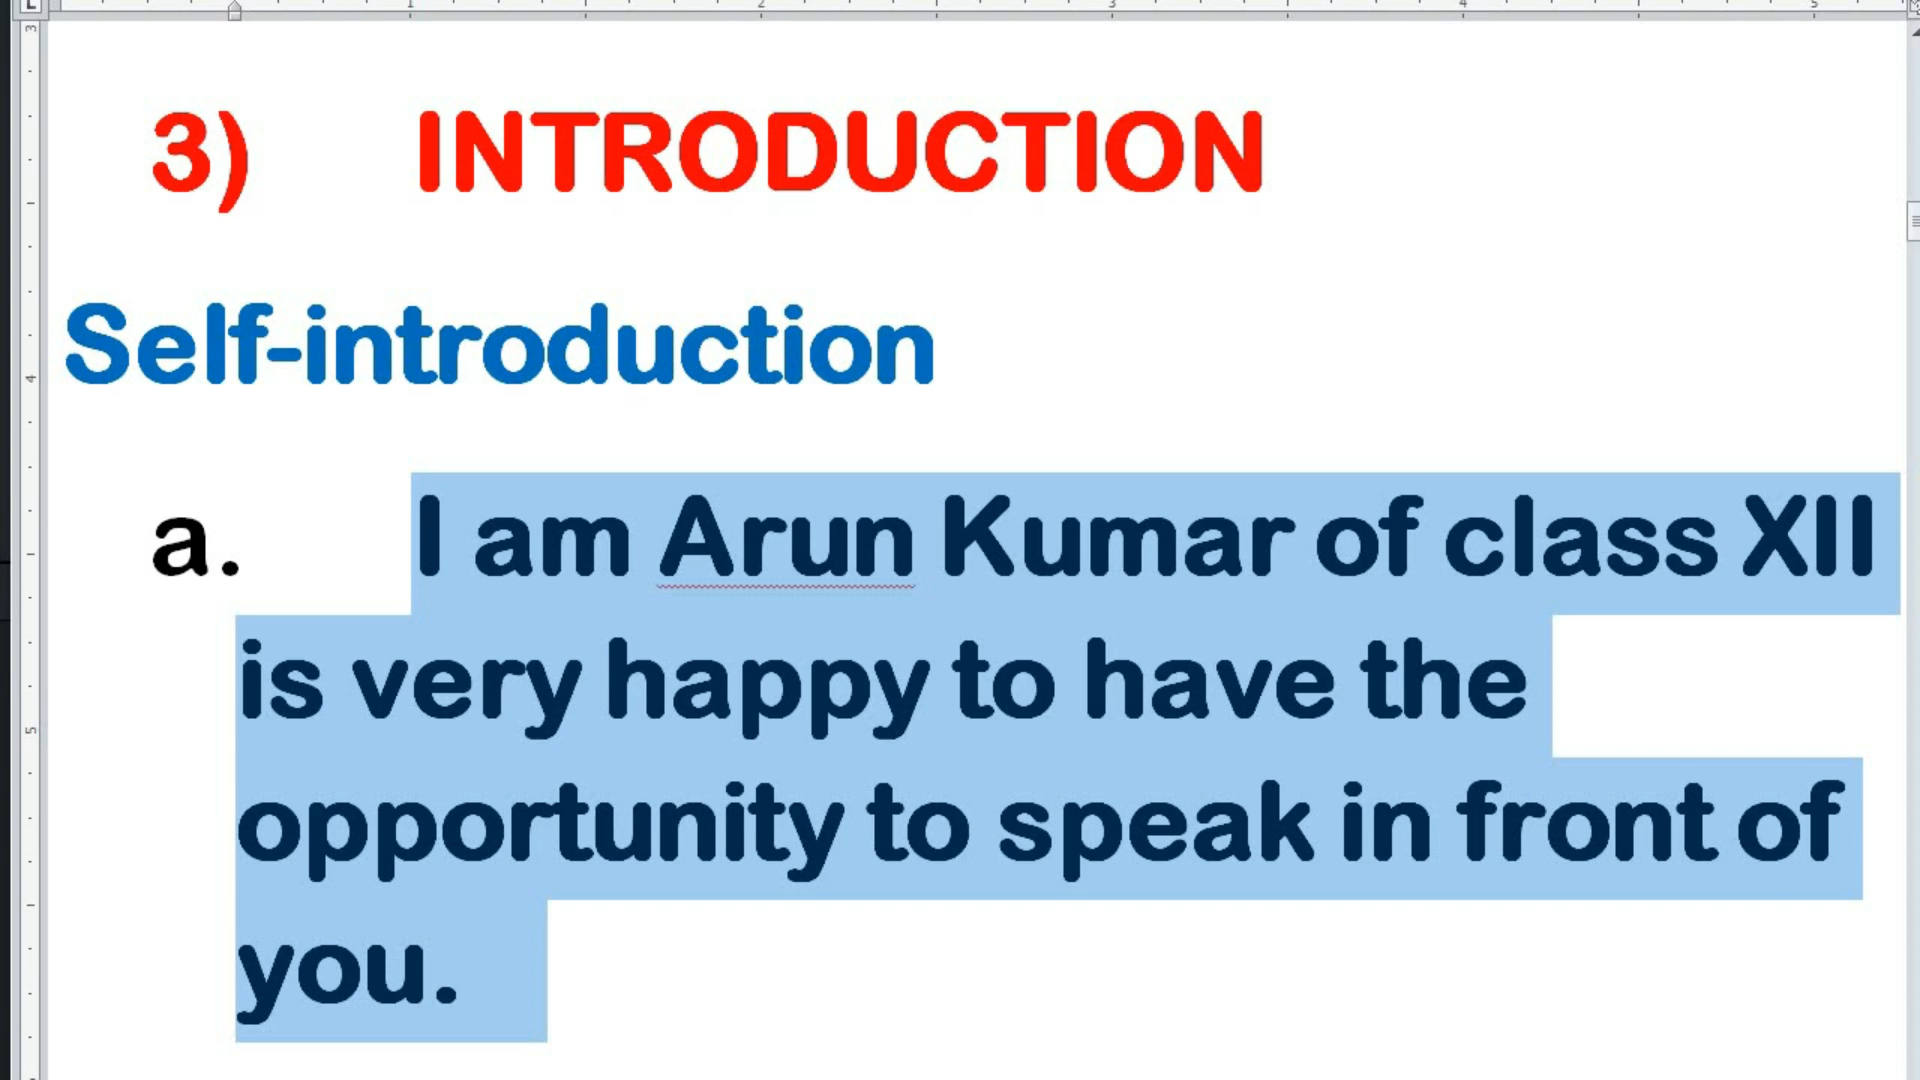 3) INTRODUCTION
Self-introduction
a. I am Arun Kumar of class XII
is very happy to have the
opportunity to speak in front of
you.